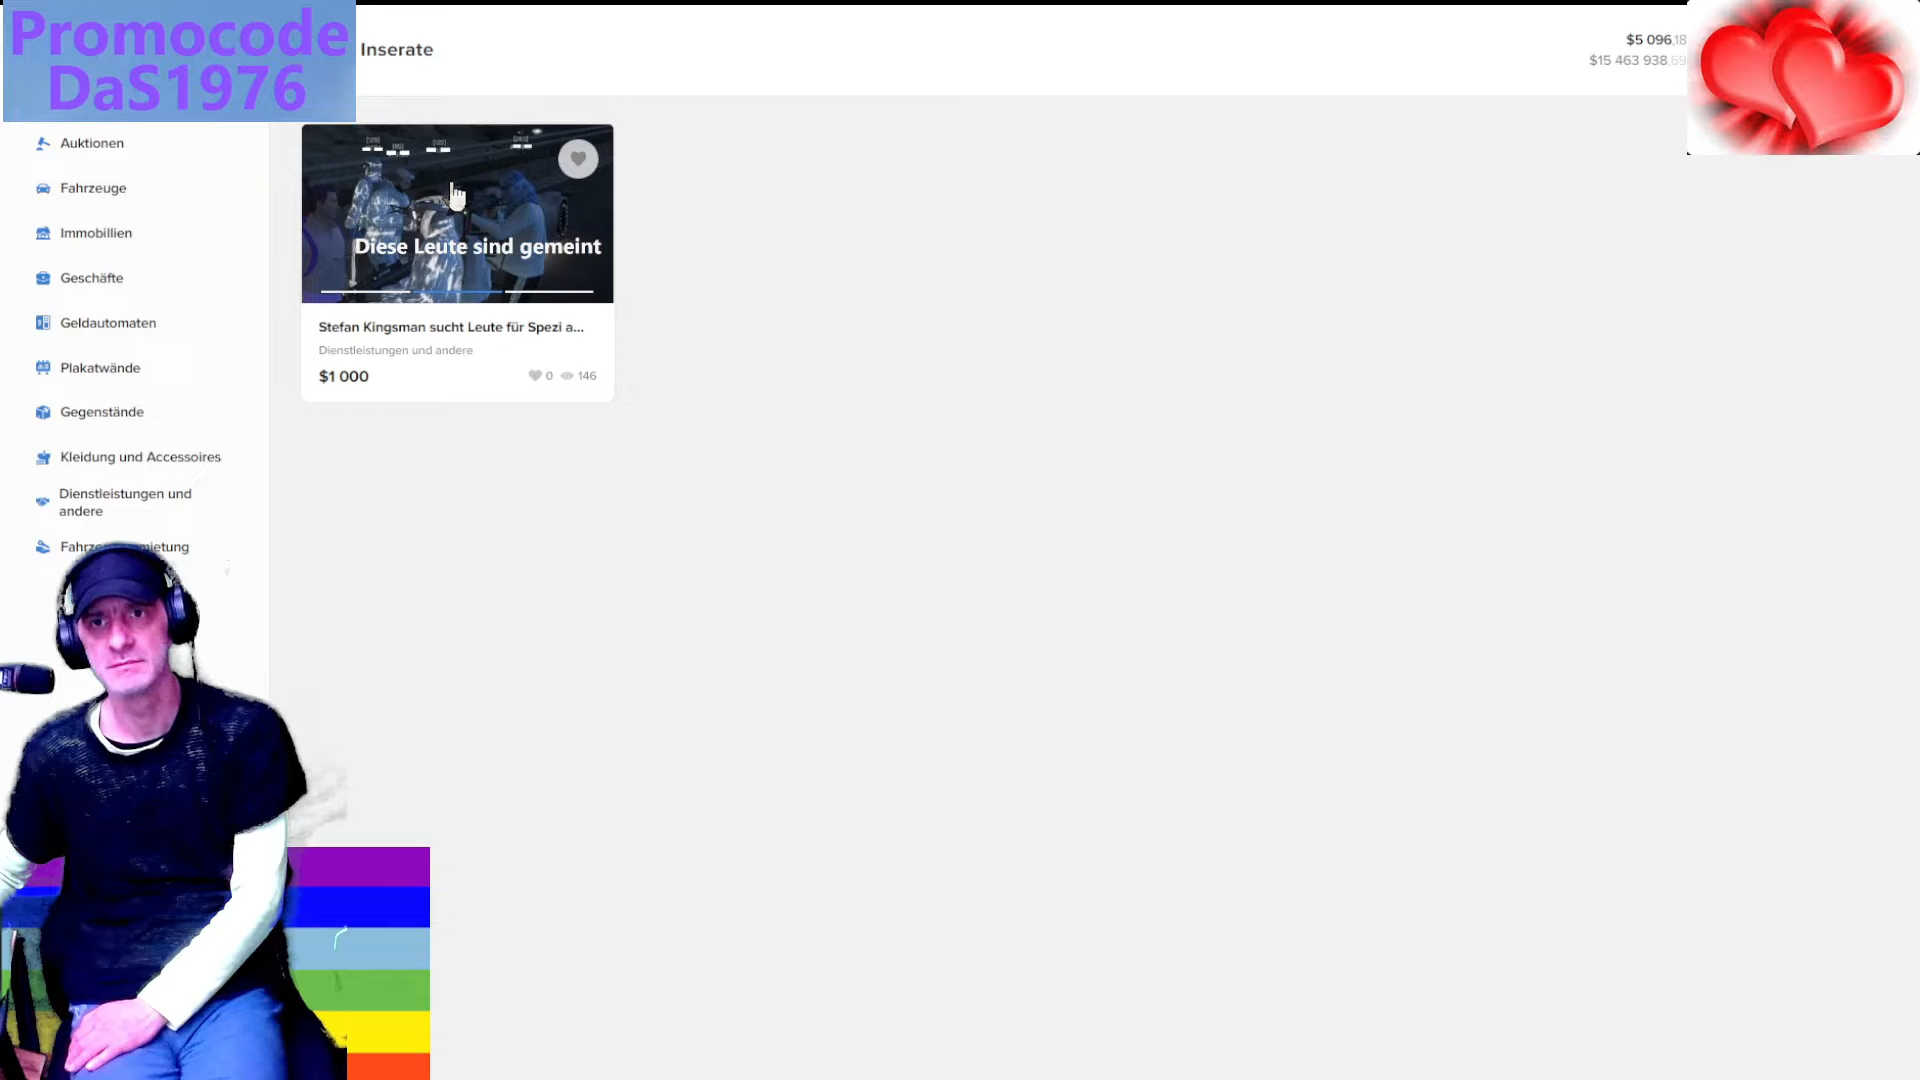 Promocode
DaS1976
Inserate
$5 096,18
$15 463 938,69
Auktionen
Fahrzeuge
Immobillien
Geschäfte
Geldautomaten
Plakatwände
Gegenstände
Kleidung und Accessoires
Dienstleistungen und
andere
Diese Leute sind gemeint
Stefan Kingsman sucht Leute für Spezi a...
Dienstleistungen und andere
$1 000
0
146